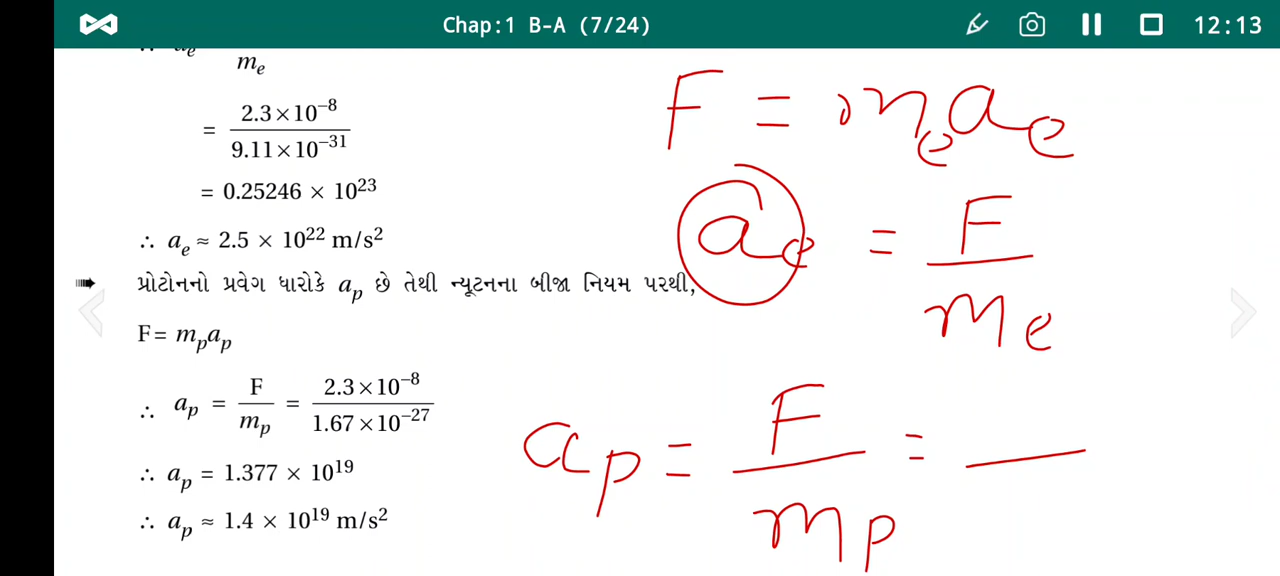 Chap:1 B-A (7/24) 12:13
∴ aₑ
mₑ
= 2.3×10⁻⁸ / 9.11×10⁻³¹
= 0.25246 × 10²³
∴ aₑ ≈ 2.5 × 10²² m/s²
પ્રોટોનનો પ્રવેગ ધારોકે aₚ છે તેથી ન્યૂટનના બીજા નિયમ પરથી,
F= mₚaₚ
∴ aₚ = F / mₚ = 2.3×10⁻⁸ / 1.67×10⁻²⁷
∴ aₚ = 1.377 × 10¹⁹
∴ aₚ ≈ 1.4 × 10¹⁹ m/s²
F = mₑaₑ
aₑ = F / mₑ
aₚ = F / mₚ =